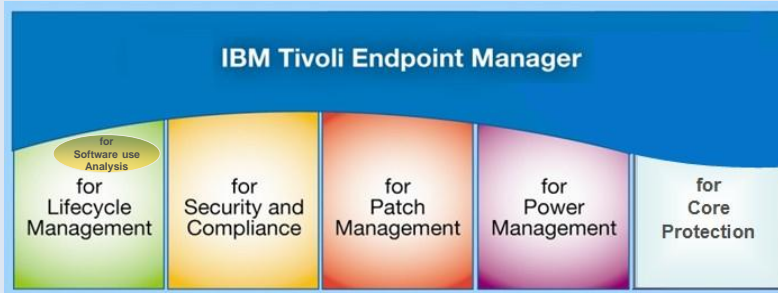 IBM Tivoli Endpoint Manager
for
Software use
Analysis
for
Lifecycle
Management
for
Security and
Compliance
for
Patch
Management
for
Power
Management
for
Core
Protection